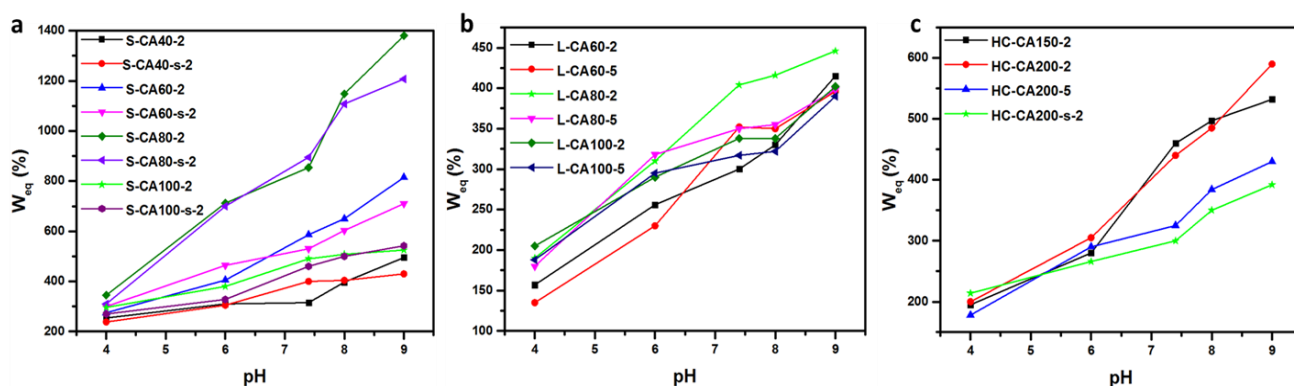 a
1400
1200
1000
800
600
400
200
W_eq (%)
S-CA40-2
S-CA40-s-2
S-CA60-2
S-CA60-s-2
S-CA80-2
S-CA80-s-2
S-CA100-2
S-CA100-s-2
4 5 6 7 8 9
pH
b
450
400
350
300
250
200
150
100
W_eq (%)
L-CA60-2
L-CA60-5
L-CA80-2
L-CA80-5
L-CA100-2
L-CA100-5
4 5 6 7 8 9
pH
c
600
500
400
300
200
W_eq (%)
HC-CA150-2
HC-CA200-2
HC-CA200-5
HC-CA200-s-2
4 5 6 7 8 9
pH